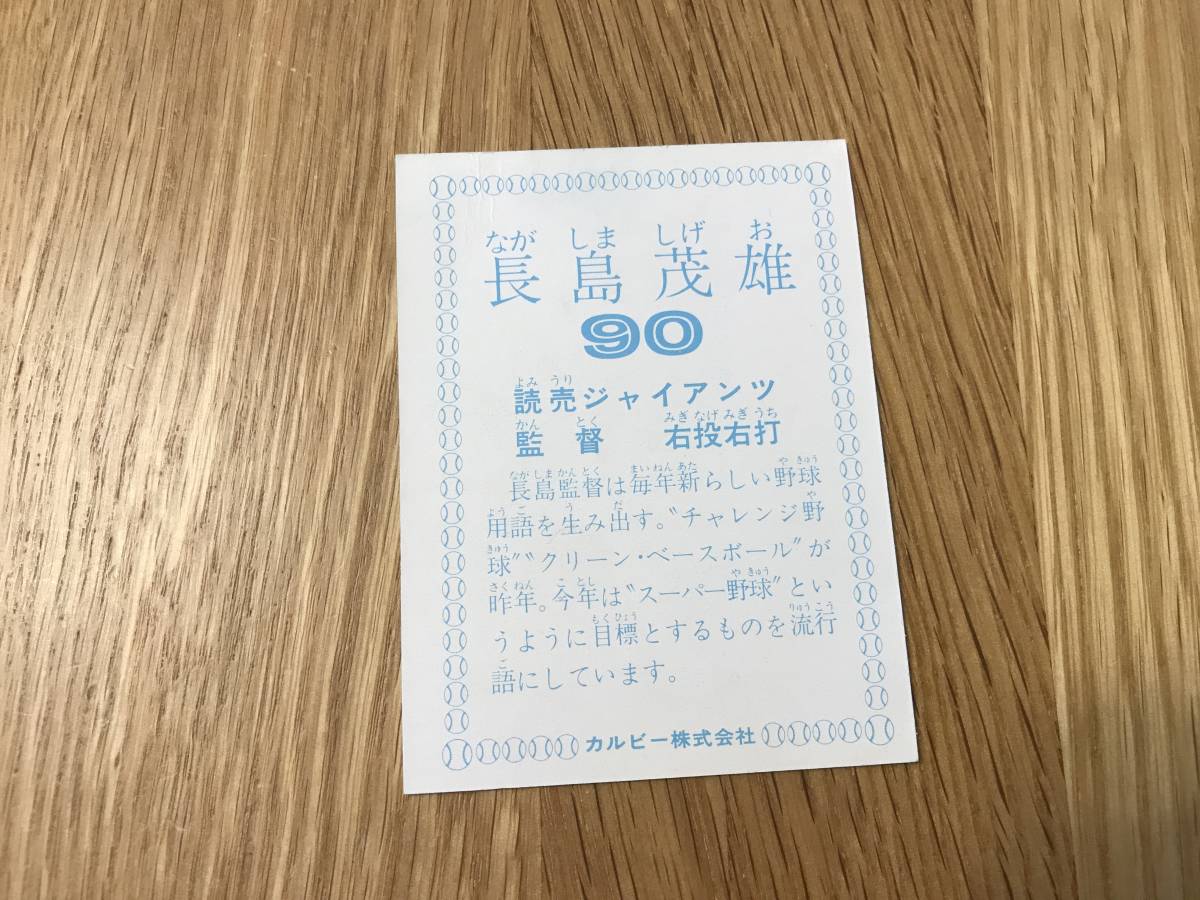 なが しま しげ お
長島茂雄
90
よみ うり
読売ジャイアンツ
かん とく みぎ なげ みぎ うち
監督 右投右打
なが しま かん とく まい ねん あた や きゅう
長島監督は毎年新らしい野球
よう ご う だ や
用語を生み出す。“チャレンジ野
きゅう
球”“クリーン・ベースボール”が
さく ねん こ とし や きゅう
昨年。今年は“スーパー野球”とい
もく ひょう りゅう こう
うように目標とするものを流行
ご
語にしています。
カルビー株式会社